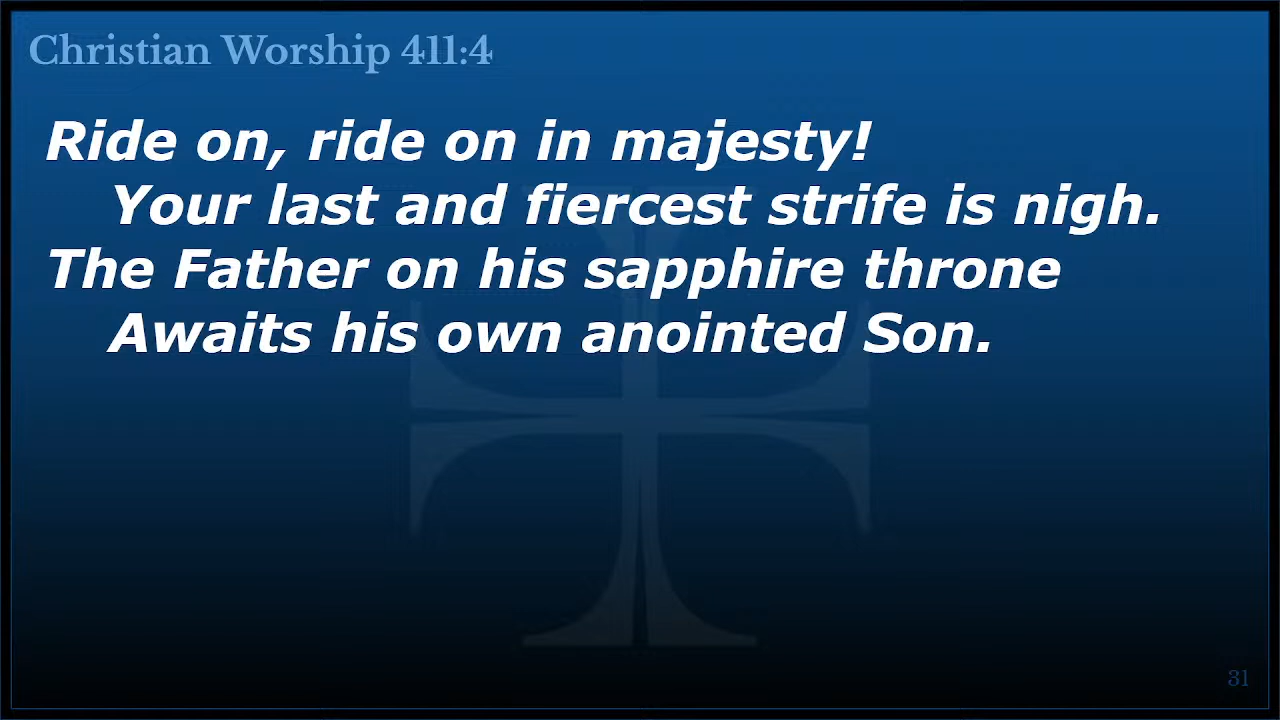 Christian Worship 411:4
Ride on, ride on in majesty!
Your last and fiercest strife is nigh.
The Father on his sapphire throne
Awaits his own anointed Son.
31